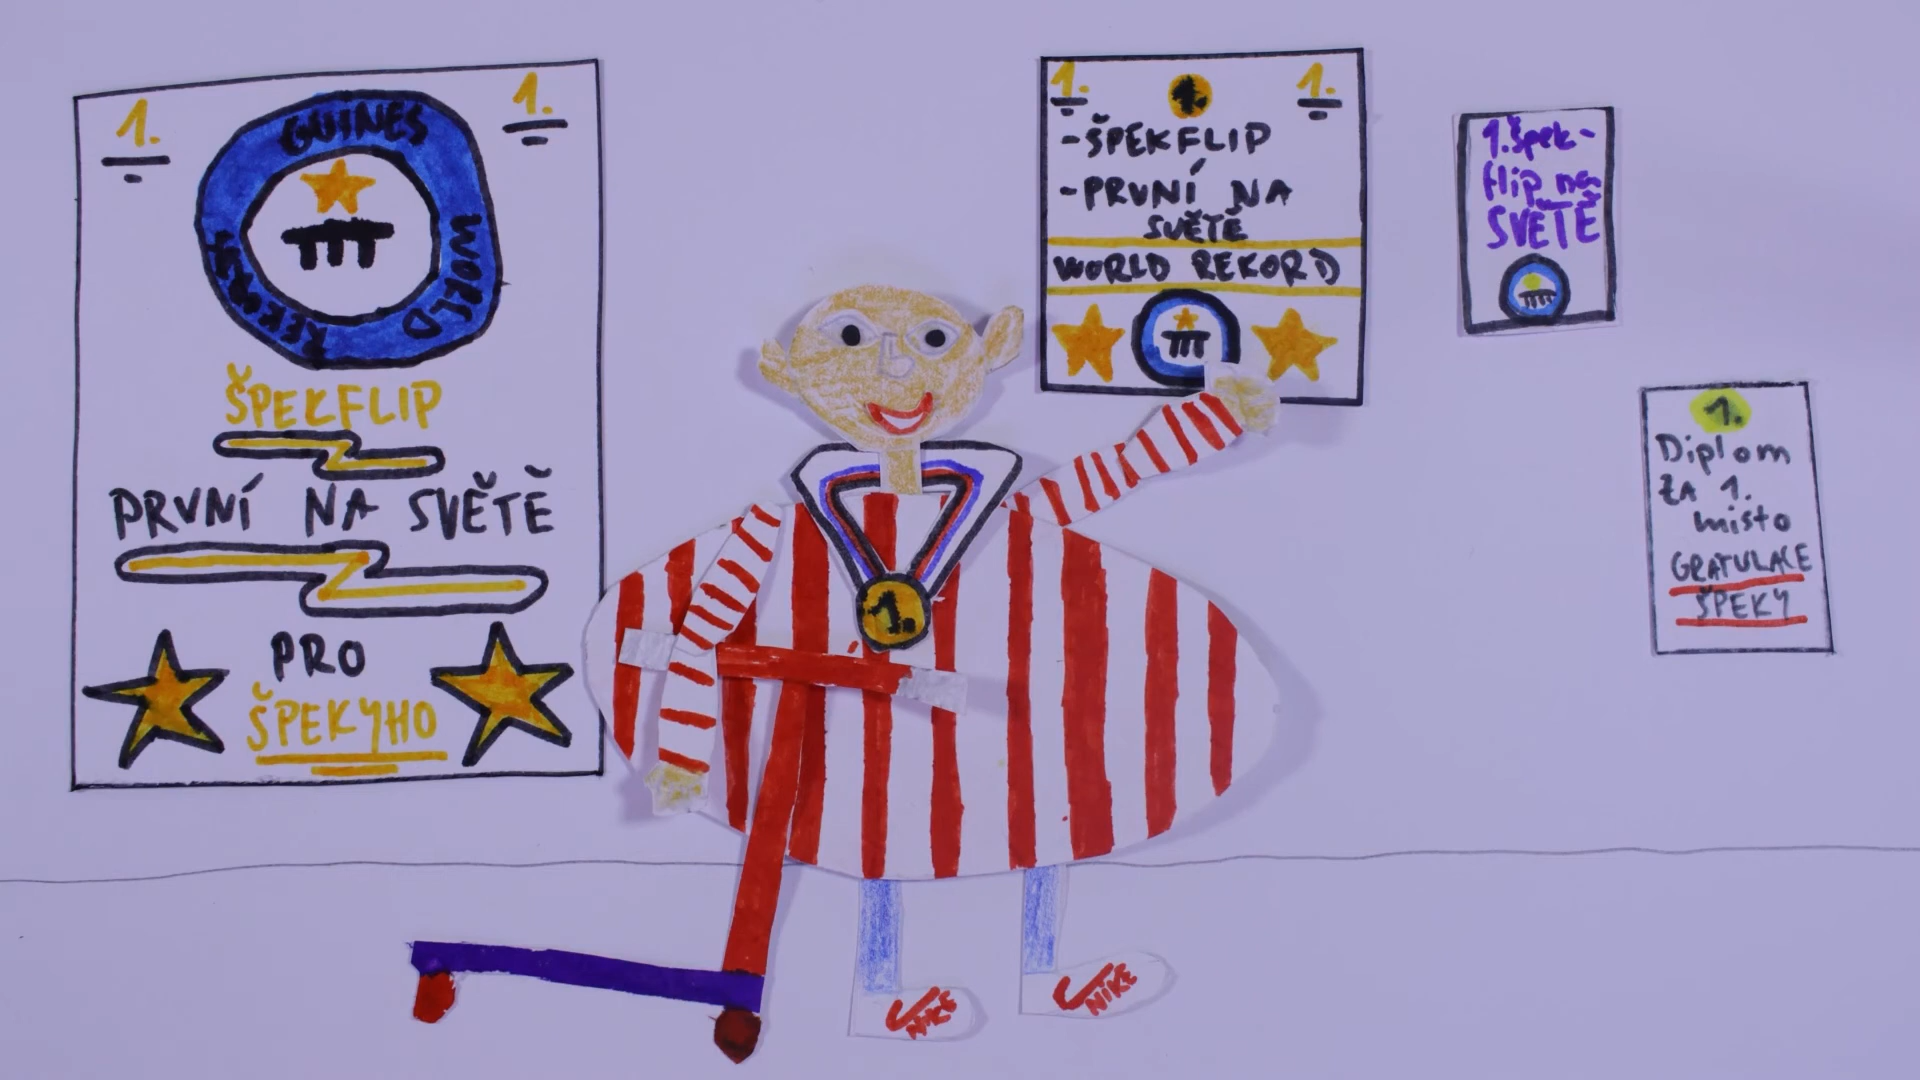 1.
1.
GUINES
WORLD
REKORDS
ŠPEKFLIP
PRVNÍ NA SVĚTĚ
PRO
ŠPEKYHO
1. 1. 1.
-ŠPEKFLIP
-PRVNÍ NA
SVĚTĚ
WORLD REKORD
1. Špek-
flip na
SVĚTĚ
1.
Diplom
ZA 1.
místo
GRATULACE
ŠPEKY
1.
NIKE
NIKE